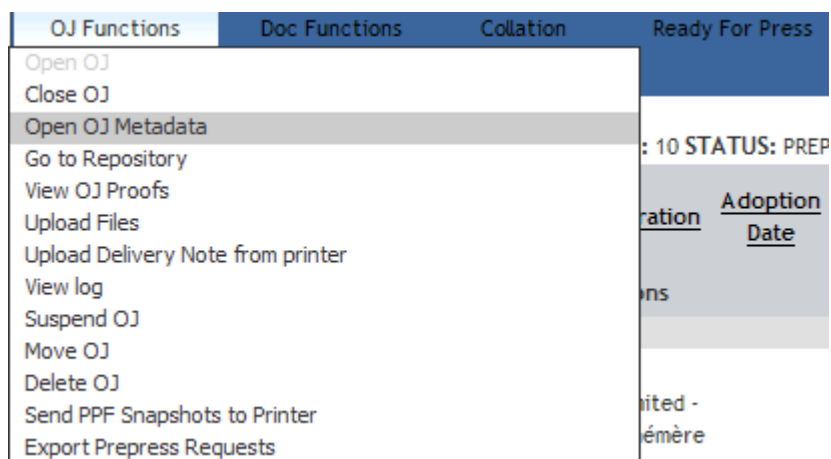 OJ Functions Doc Functions Collation Ready For Press
Open OJ
Close OJ
Open OJ Metadata
: 10 STATUS: PREP
Go to Repository
View OJ Proofs
Adoption
ration
Upload Files
Date
Upload Delivery Note from printer
View log
ons
Suspend OJ
Move OJ
Delete OJ
nited -
Send PPF Snapshots to Printer
émère
Export Prepress Requests